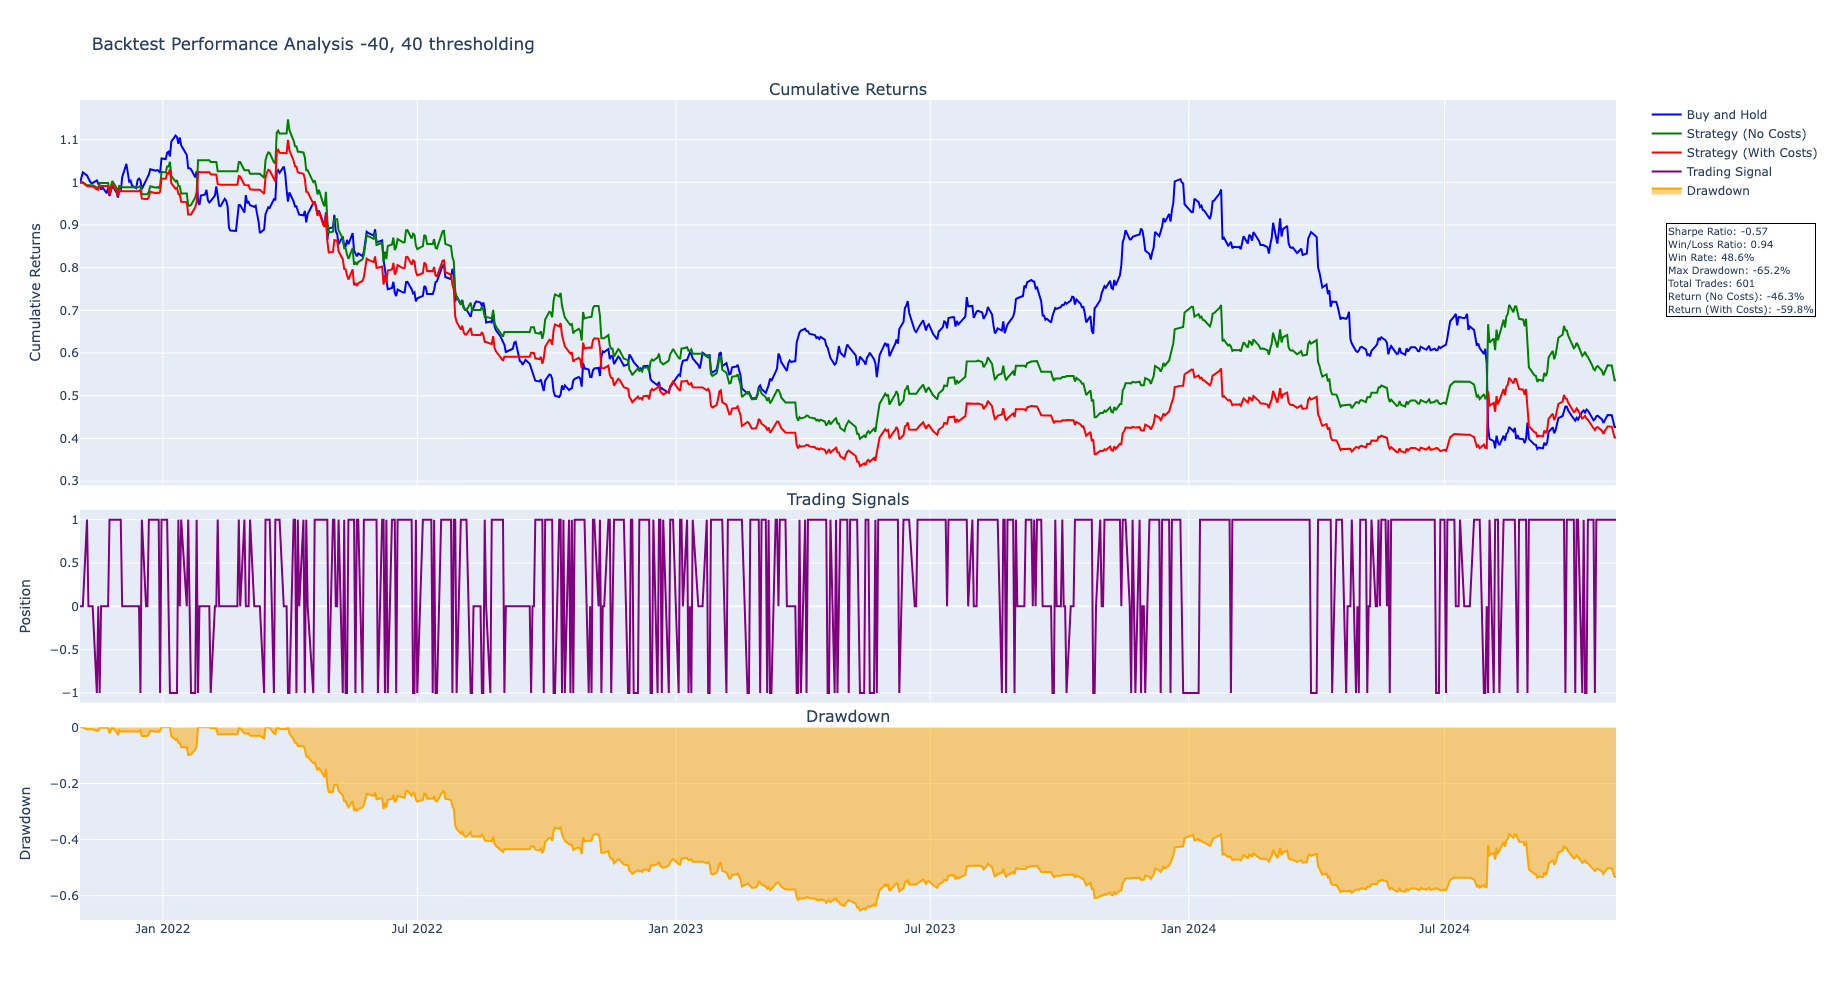 Backtest Performance Analysis -40, 40 thresholding
Cumulative Returns
Cumulative Returns
1.1
1
0.9
0.8
0.7
0.6
0.5
0.4
0.3
Buy and Hold
Strategy (No Costs)
Strategy (With Costs)
Trading Signal
Drawdown
Sharpe Ratio: -0.57
Win/Loss Ratio: 0.94
Win Rate: 48.6%
Max Drawdown: -65.2%
Total Trades: 601
Return (No Costs): -46.3%
Return (With Costs): -59.8%
Trading Signals
Position
1
0.5
0
−0.5
−1
Drawdown
Drawdown
0
−0.2
−0.4
−0.6
Jan 2022
Jul 2022
Jan 2023
Jul 2023
Jan 2024
Jul 2024